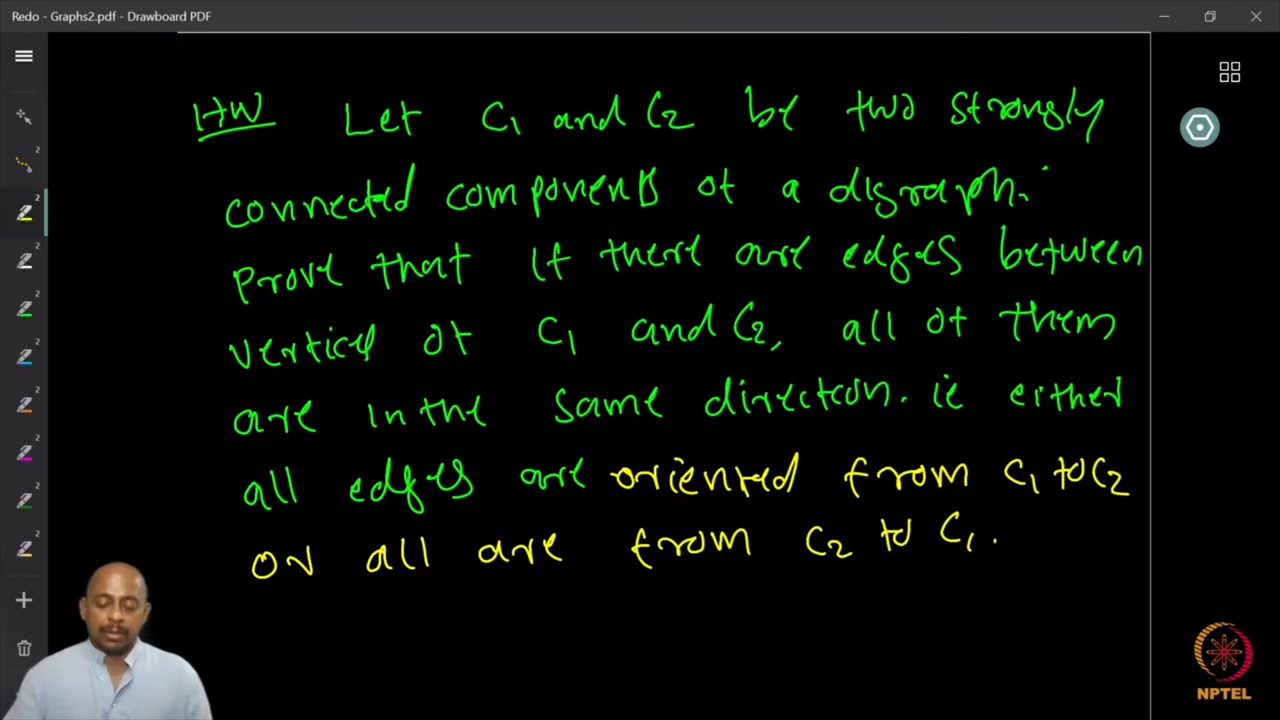 Redo - Graphs2.pdf - Drawboard PDF
HW Let C1 and C2 be two strongly
connected components of a digraph.
Prove that if there are edges between
vertices of C1 and C2, all of them
are in the same direction. ie either
all edges are oriented from C1 to C2
or all are from C2 to C1.
NPTEL